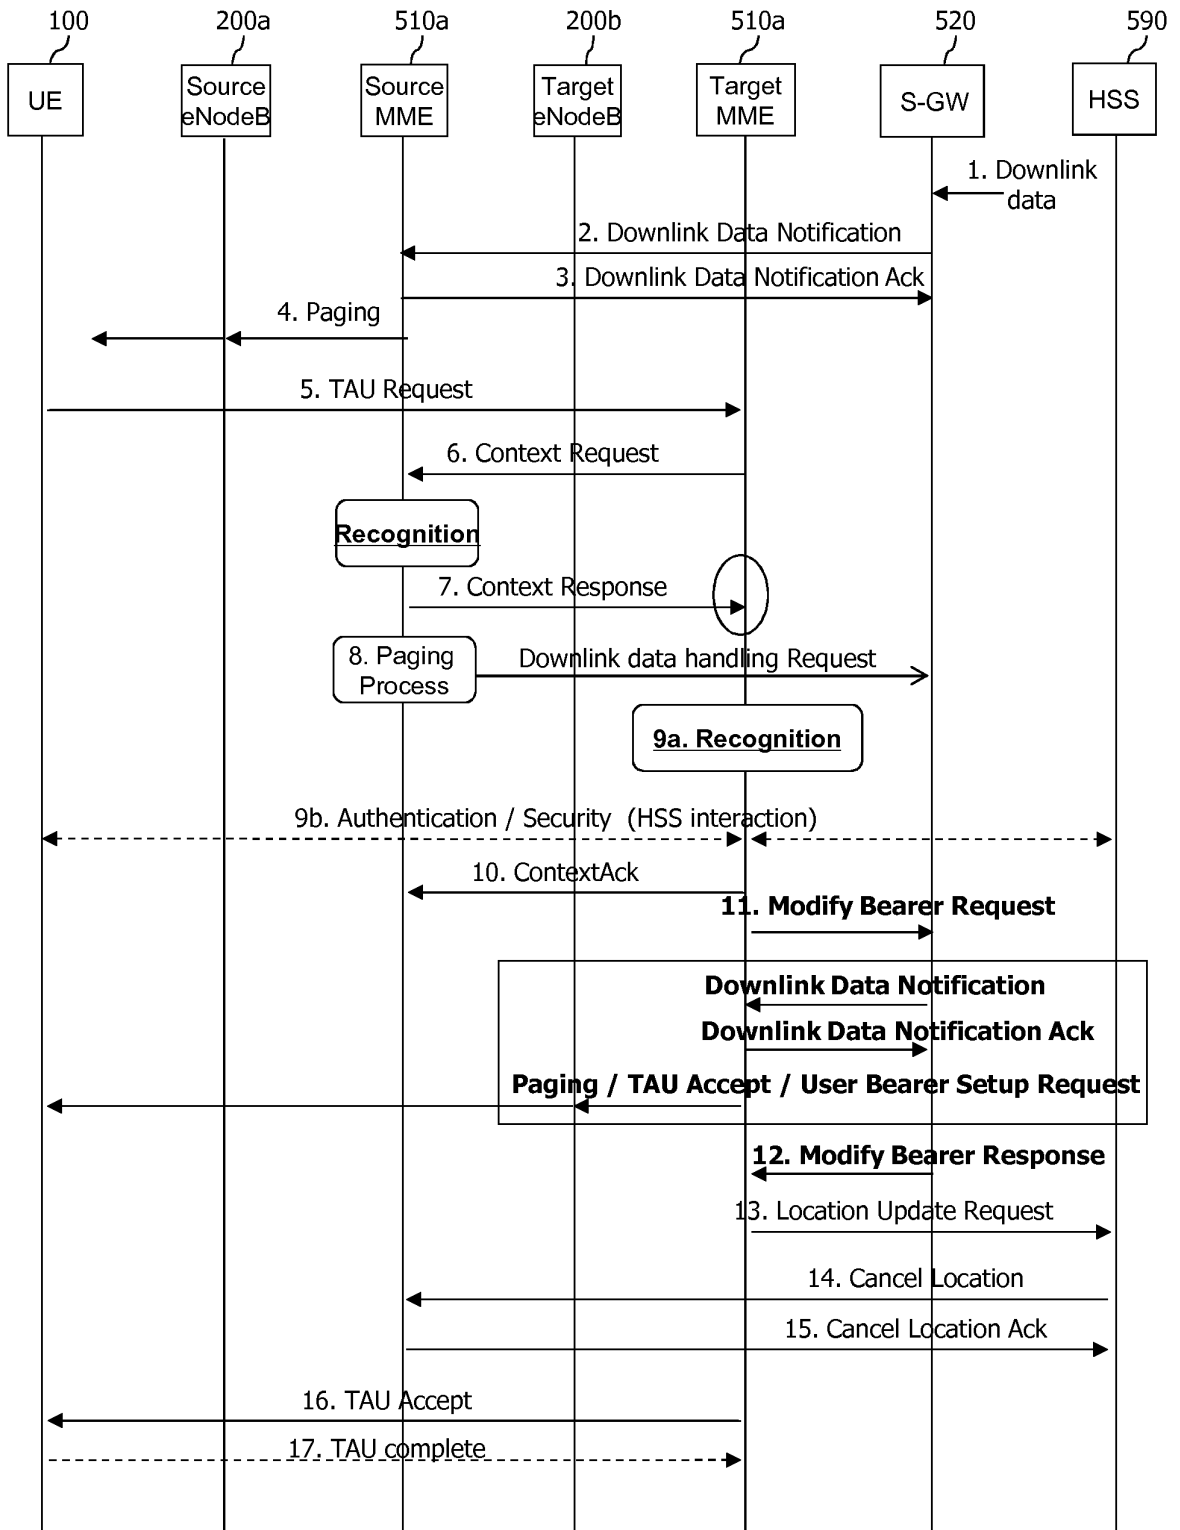 100
200a
510a
200b
510a
520
590
UE
Source
eNodeB
Source
MME
Target
eNodeB
Target
MME
S-GW
HSS
1. Downlink
data
2. Downlink Data Notification
3. Downlink Data Notification Ack
4. Paging
5. TAU Request
6. Context Request
Recognition
7. Context Response
8. Paging
Process
Downlink data handling Request
9a. Recognition
9b. Authentication / Security (HSS interaction)
10. ContextAck
11. Modify Bearer Request
Downlink Data Notification
Downlink Data Notification Ack
Paging / TAU Accept / User Bearer Setup Request
12. Modify Bearer Response
13. Location Update Request
14. Cancel Location
15. Cancel Location Ack
16. TAU Accept
17. TAU complete